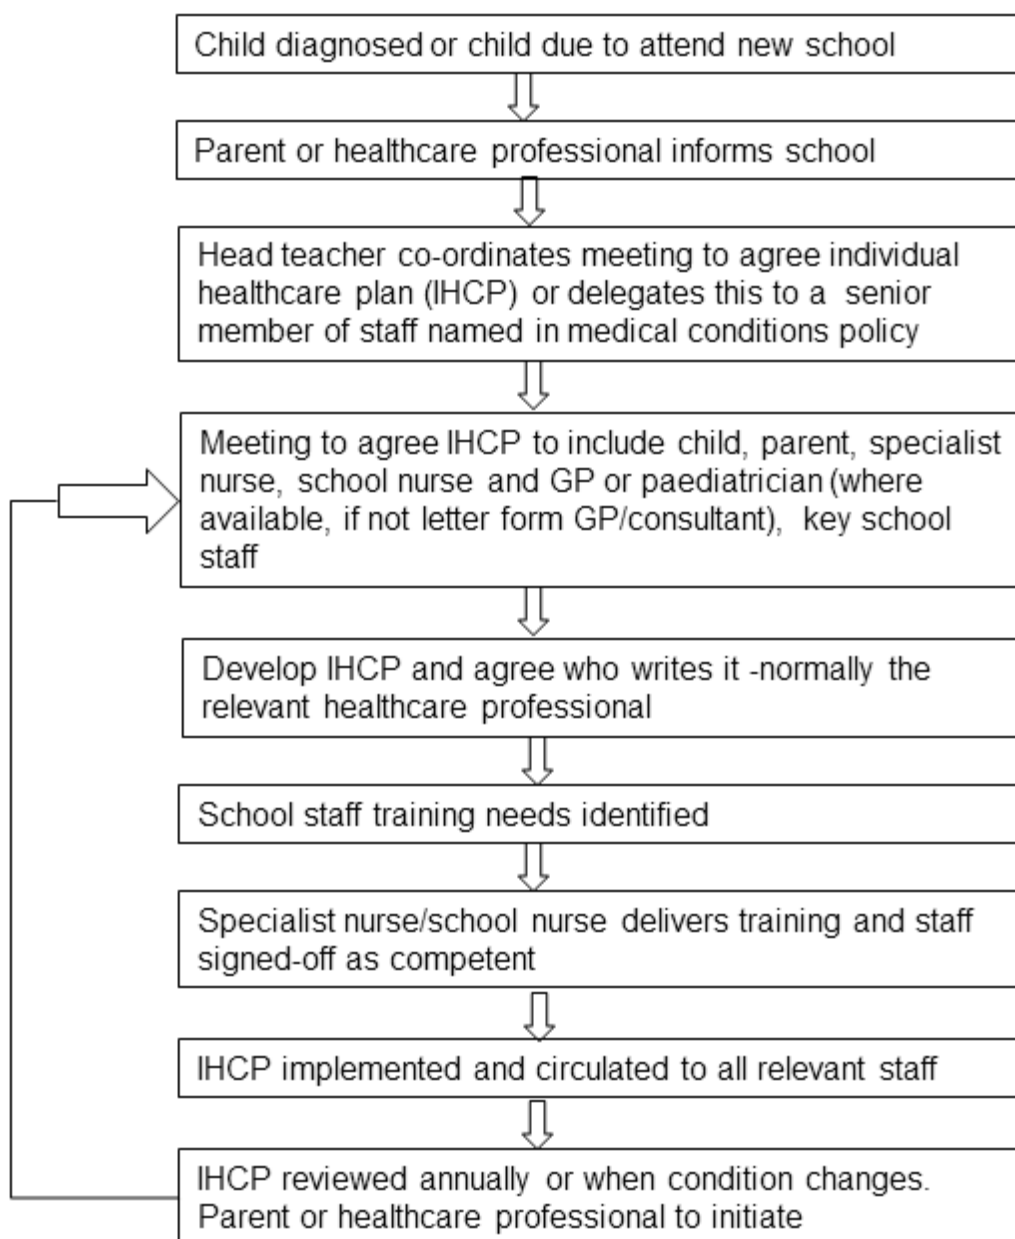 Child diagnosed or child due to attend new school
Parent or healthcare professional informs school
Head teacher co-ordinates meeting to agree individual
healthcare plan (IHCP) or delegates this to a senior
member of staff named in medical conditions policy
Meeting to agree IHCP to include child, parent, specialist
nurse, school nurse and GP or paediatrician (where
available, if not letter form GP/consultant), key school
staff
Develop IHCP and agree who writes it -normally the
relevant healthcare professional
School staff training needs identified
Specialist nurse/school nurse delivers training and staff
signed-off as competent
IHCP implemented and circulated to all relevant staff
IHCP reviewed annually or when condition changes.
Parent or healthcare professional to initiate